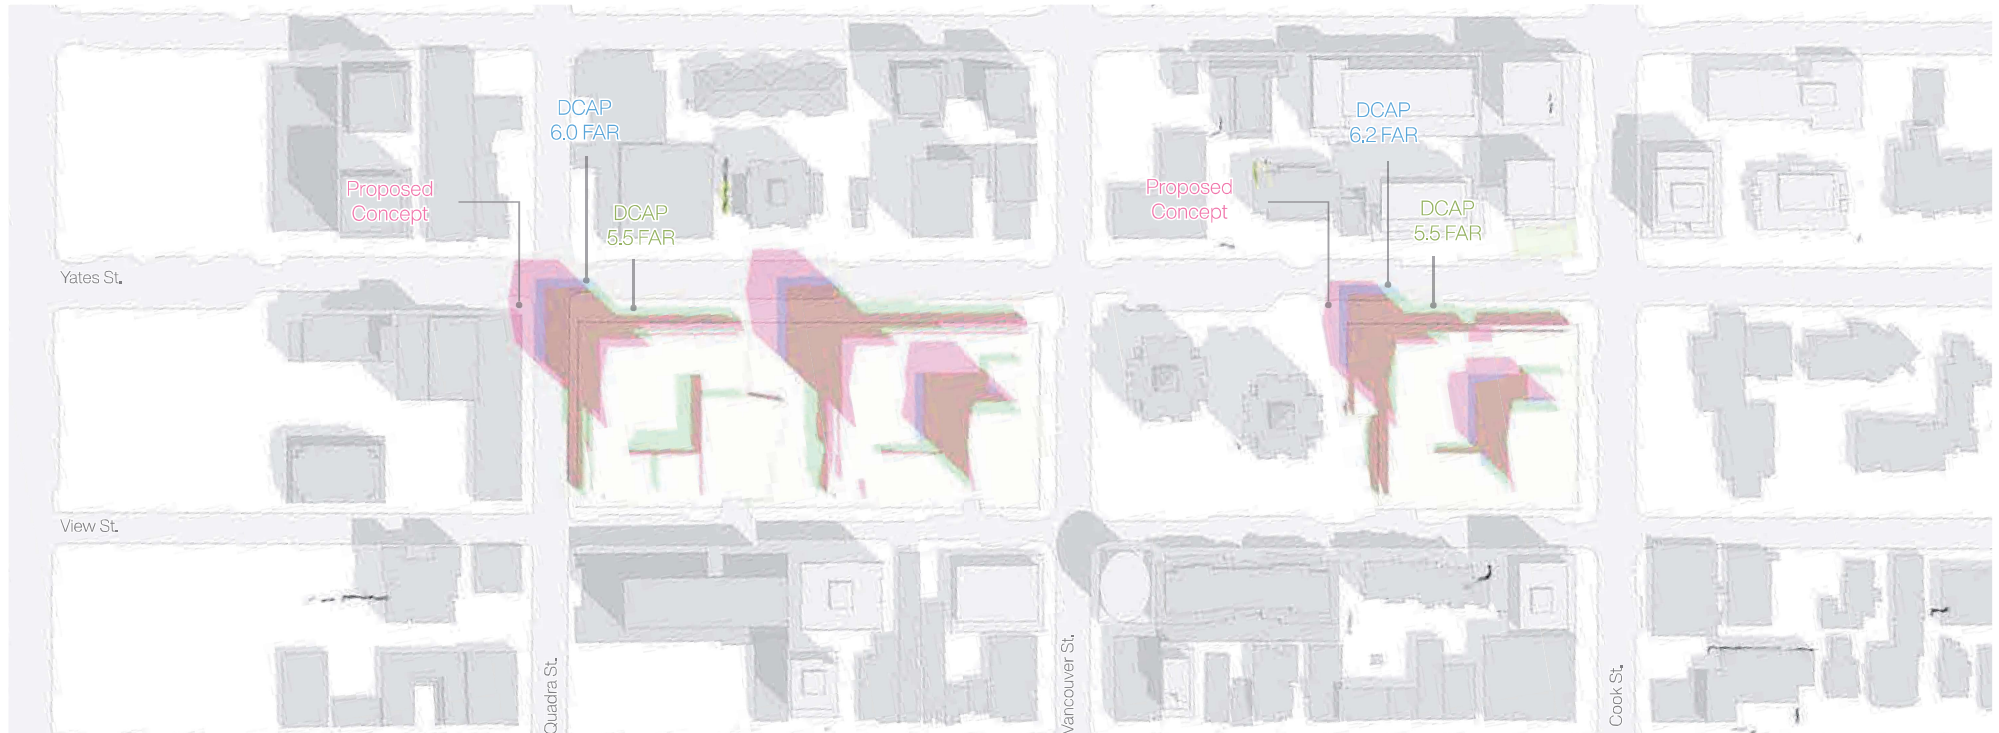 DCAP
6.0 FAR
Proposed
Concept
DCAP
5.5 FAR
DCAP
6.2 FAR
Proposed
Concept
DCAP
5.5 FAR
Yates St.
View St.
Quadra St.
Vancouver St.
Cook St.